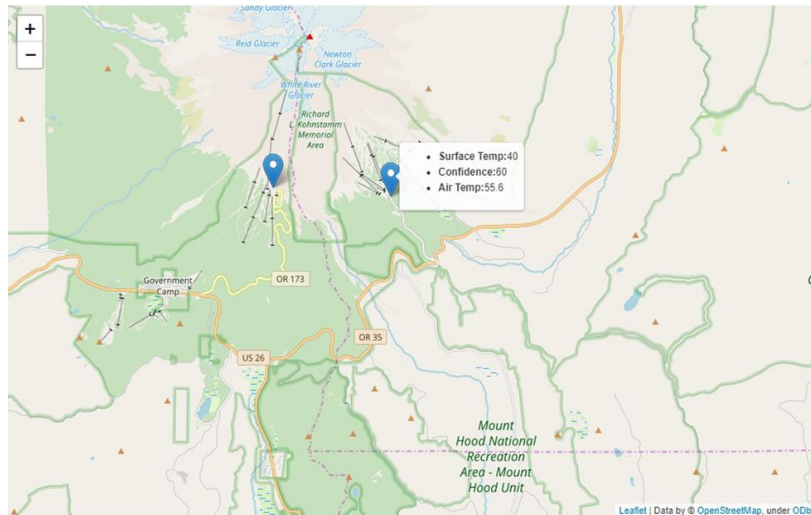 Sandy Glacier
+
−
Reid Glacier
Newton
Clark Glacier
White River
Glacier
Richard
Kohnstamm
Memorial
Area
Surface Temp:40
Confidence:60
Air Temp:55.6
Government
Camp
OR 173
OR 35
US 26
Mount
Hood National
Recreation
Area - Mount
Hood Unit
Leaflet | Data by © OpenStreetMap, under ODb